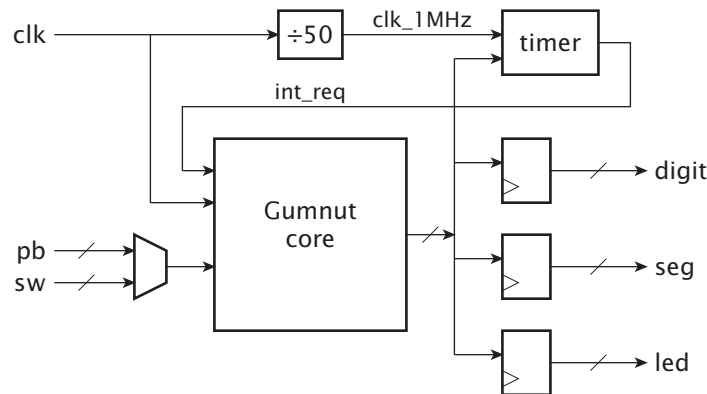 clk
÷50
clk_1MHz
timer
int_req
Gumnut
core
digit
pb
sw
seg
led